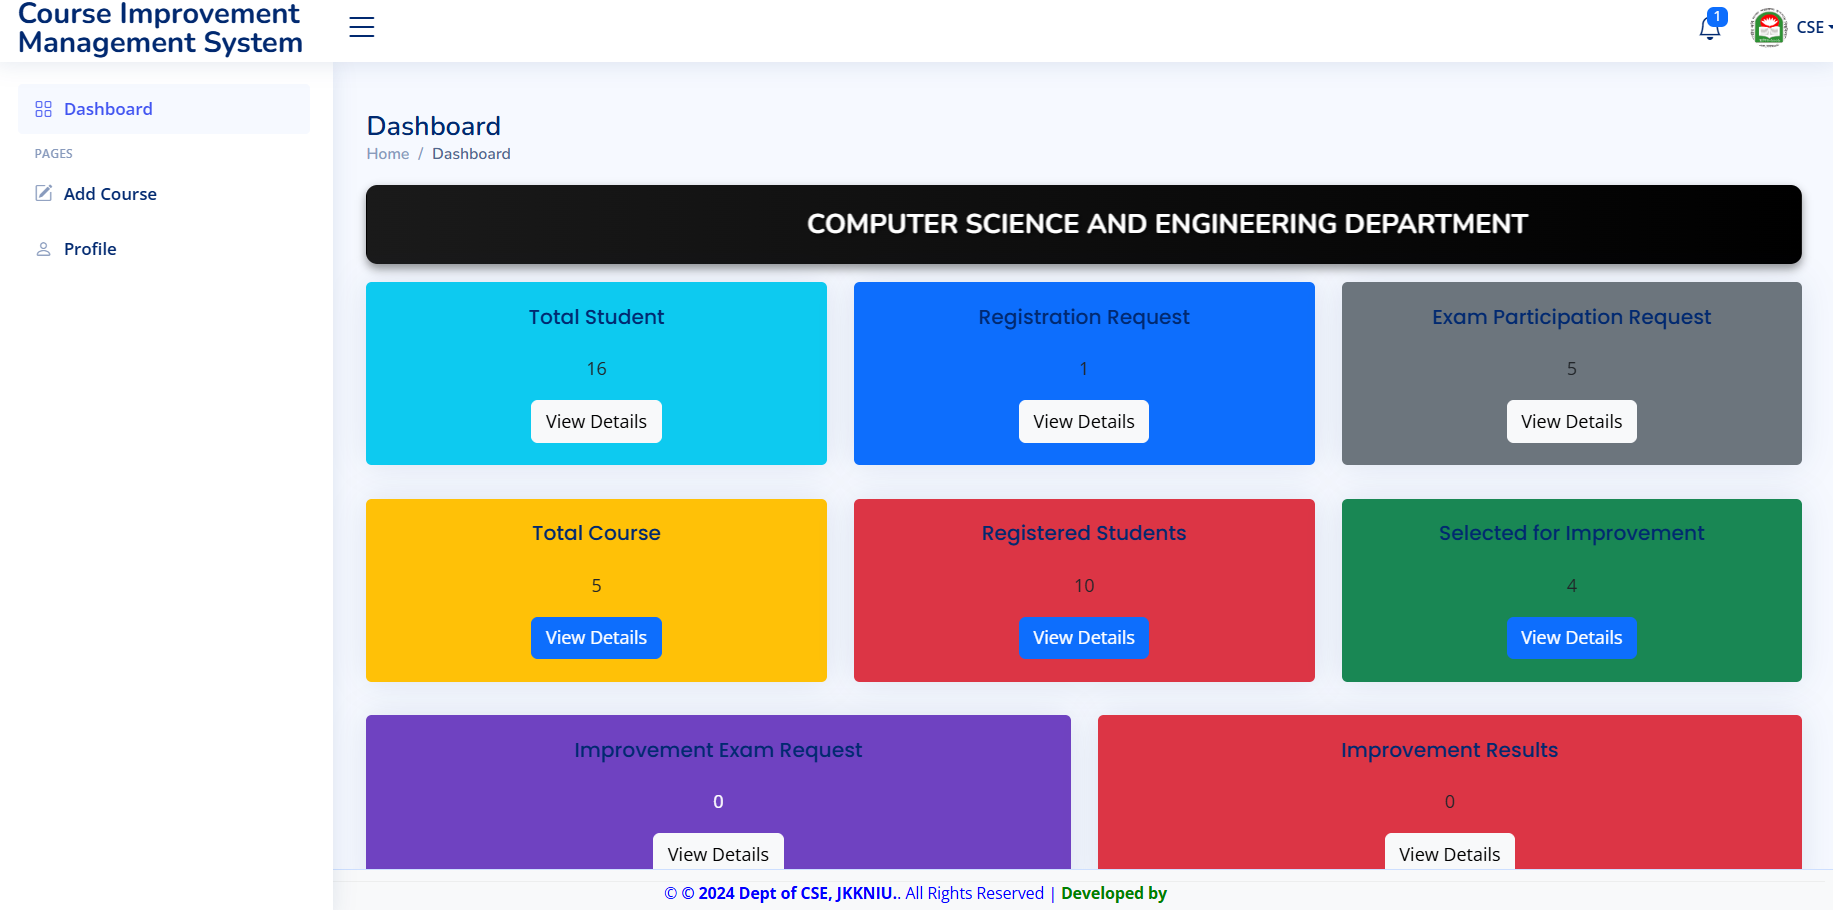 Course Improvement
Management System
1
CSE
Dashboard
PAGES
Add Course
Profile
Dashboard
Home / Dashboard
COMPUTER SCIENCE AND ENGINEERING DEPARTMENT
Total Student
16
View Details
Registration Request
1
View Details
Exam Participation Request
5
View Details
Total Course
5
View Details
Registered Students
10
View Details
Selected for Improvement
4
View Details
Improvement Exam Request
0
View Details
Improvement Results
0
View Details
© © 2024 Dept of CSE, JKKNIU.. All Rights Reserved | Developed by